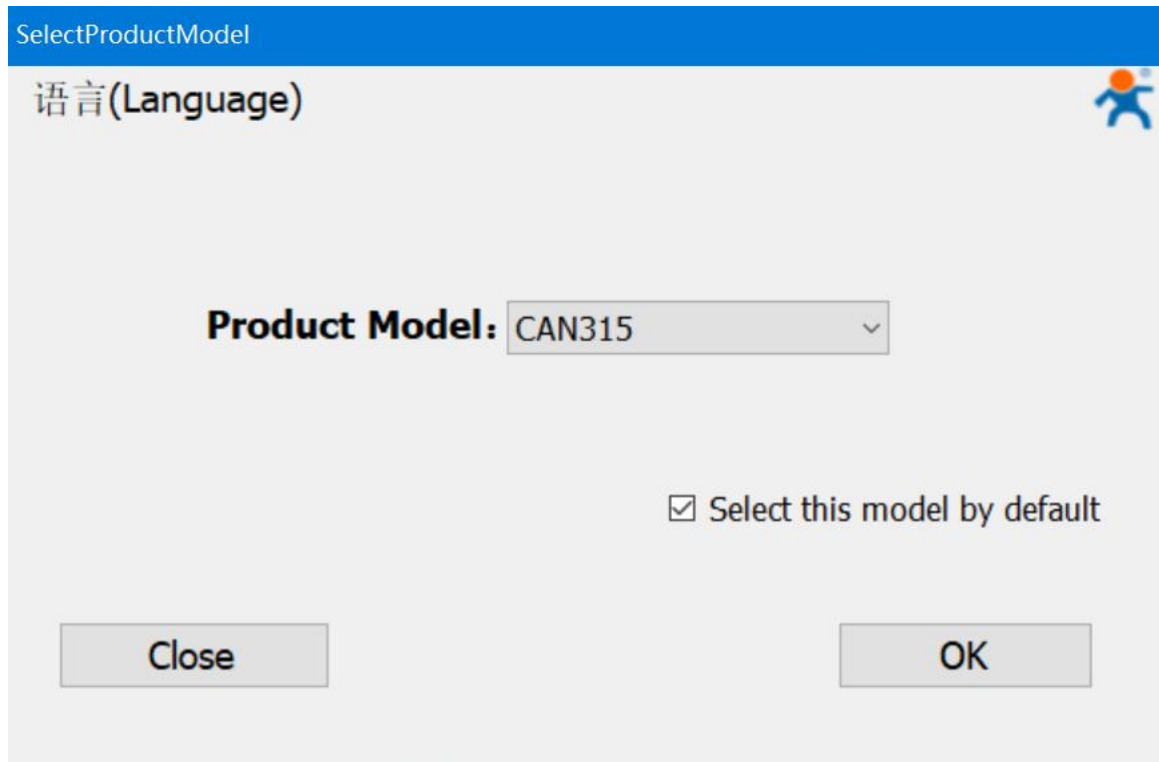 SelectProductModel
语言(Language)
Product Model：CAN315
Select this model by default
Close
OK